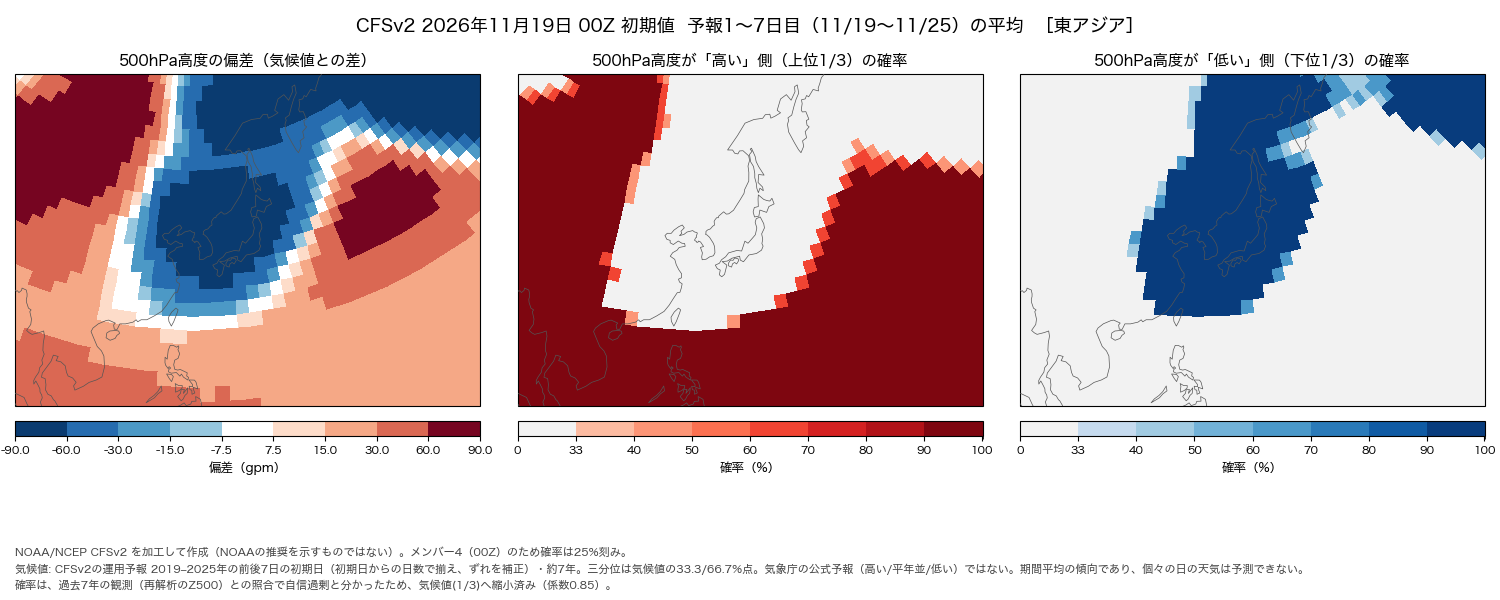 CFSv2 2026年11月19日 00Z 初期値 予報1～7日目（11/19～11/25）の平均 ［東アジア］
500hPa高度の偏差（気候値との差）
500hPa高度が「高い」側（上位1/3）の確率
500hPa高度が「低い」側（下位1/3）の確率
-90.0 -60.0 -30.0 -15.0 -7.5 7.5 15.0 30.0 60.0 90.0
偏差（gpm）
0 33 40 50 60 70 80 90 100
確率（%）
0 33 40 50 60 70 80 90 100
確率（%）
NOAA/NCEP CFSv2 を加工して作成（NOAAの推奨を示すものではない）。メンバー4（00Z）のため確率は25%刻み。
気候値: CFSv2の運用予報 2019–2025年の前後7日の初期日（初期日からの日数で揃え、ずれを補正）・約7年。三分位は気候値の33.3/66.7%点。気象庁の公式予報（高い/平年並/低い）ではない。期間平均の傾向であり、個々の日の天気は予測できない。
確率は、過去7年の観測（再解析のZ500）との照合で自信過剰と分かったため、気候値(1/3)へ縮小済み（係数0.85）。